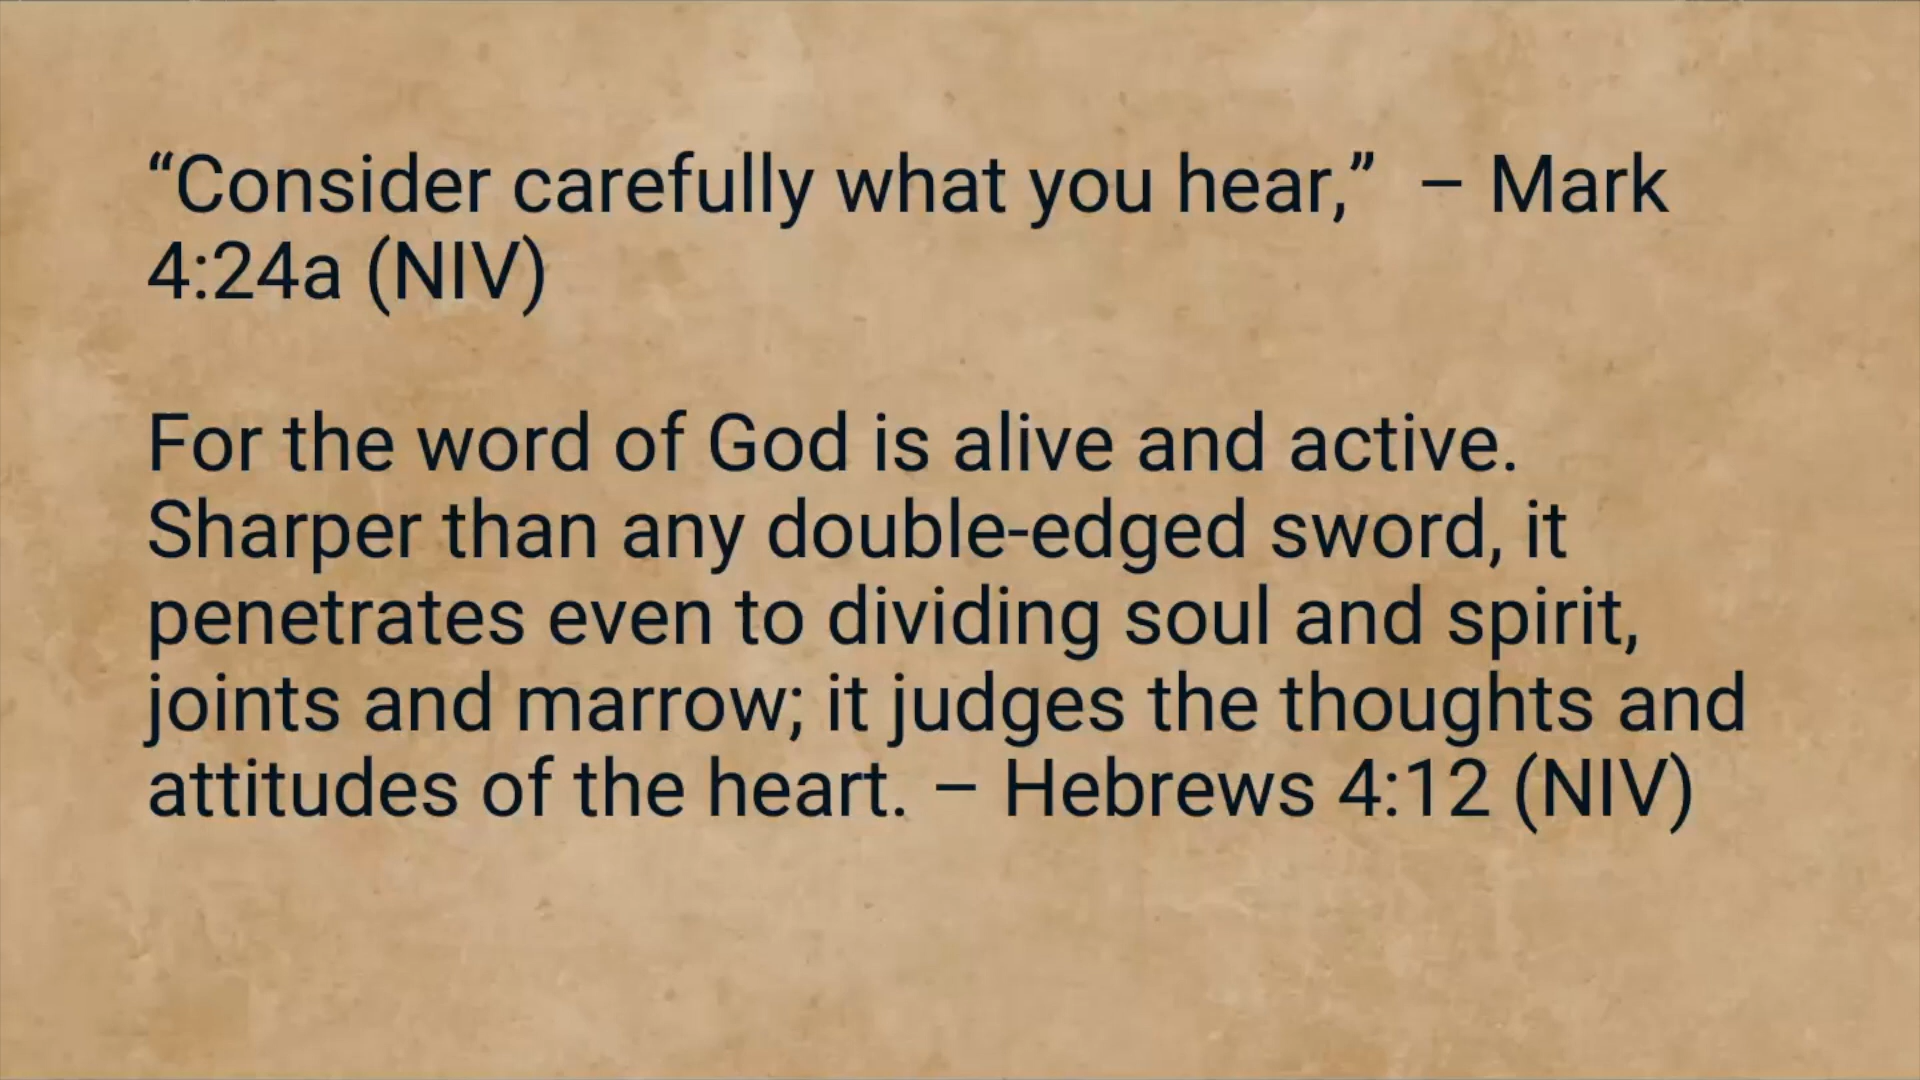 “Consider carefully what you hear,”  – Mark
4:24a (NIV)
For the word of God is alive and active.
Sharper than any double-edged sword, it
penetrates even to dividing soul and spirit,
joints and marrow; it judges the thoughts and
attitudes of the heart. – Hebrews 4:12 (NIV)